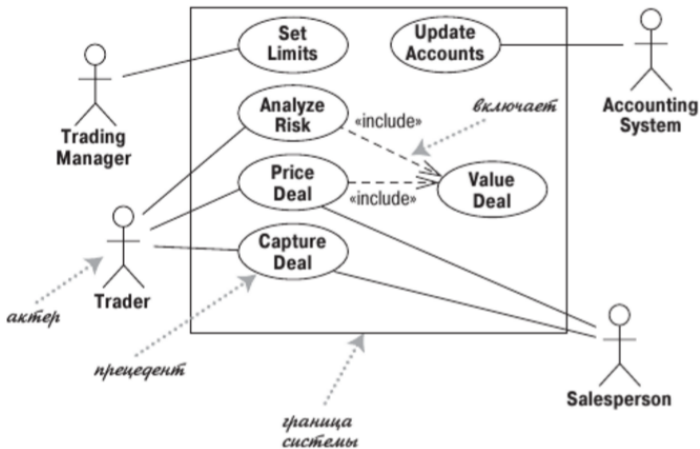 Set
Limits
Update
Accounts
Trading
Manager
Accounting
System
Analyze
Risk
«include»
включает
Price
Deal
«include»
Value
Deal
Trader
Capture
Deal
актер
прецедент
Salesperson
граница
системы